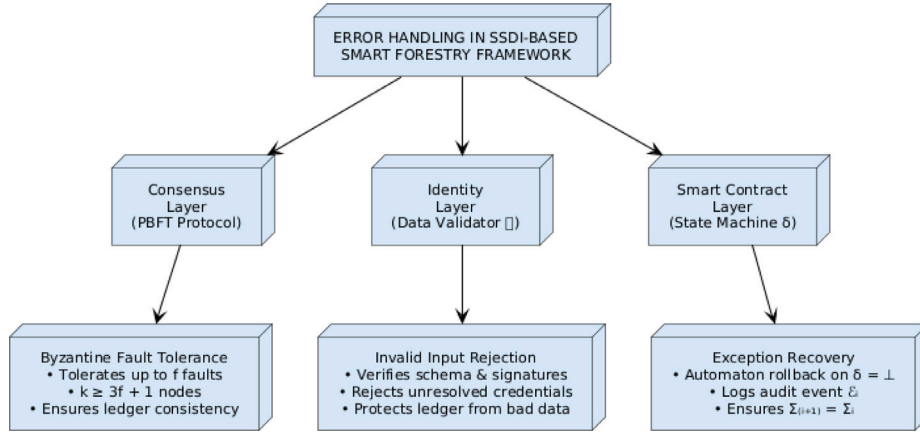 ERROR HANDLING IN SSDI-BASED
SMART FORESTRY FRAMEWORK
Consensus
Layer
(PBFT Protocol)
Identity
Layer
(Data Validator )
Smart Contract
Layer
(State Machine δ)
Byzantine Fault Tolerance
• Tolerates up to f faults
• k ≥ 3f + 1 nodes
• Ensures ledger consistency
Invalid Input Rejection
• Verifies schema & signatures
• Rejects unresolved credentials
• Protects ledger from bad data
Exception Recovery
• Automaton rollback on δ = ⊥
• Logs audit event ℰᵢ
• Ensures Σ₍ᵢ₊₁₎ = Σᵢ